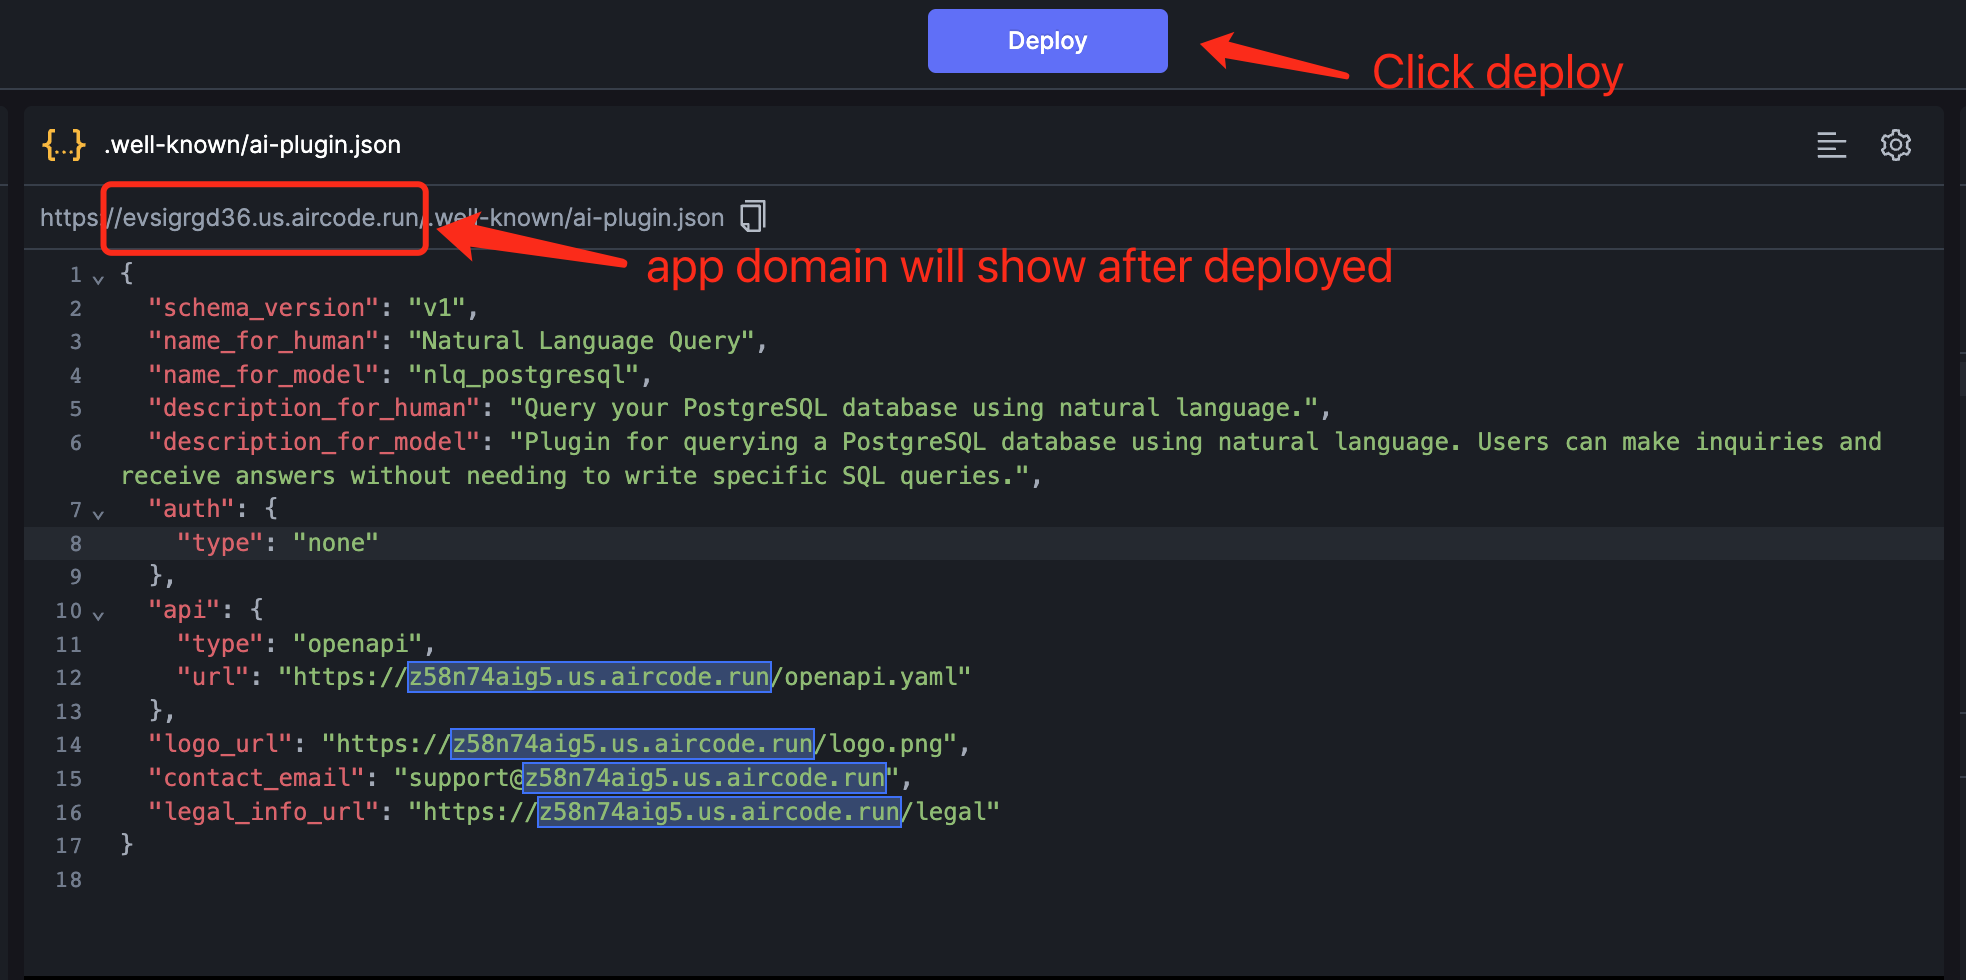 Deploy
Click deploy
{...} .well-known/ai-plugin.json
https://evsigrgd36.us.aircode.run/.well-known/ai-plugin.json
app domain will show after deployed
1 {
2 "schema_version": "v1",
3 "name_for_human": "Natural Language Query",
4 "name_for_model": "nlq_postgresql",
5 "description_for_human": "Query your PostgreSQL database using natural language.",
6 "description_for_model": "Plugin for querying a PostgreSQL database using natural language. Users can make inquiries and
receive answers without needing to write specific SQL queries.",
7 "auth": {
8 "type": "none"
9 },
10 "api": {
11 "type": "openapi",
12 "url": "https://z58n74aig5.us.aircode.run/openapi.yaml"
13 },
14 "logo_url": "https://z58n74aig5.us.aircode.run/logo.png",
15 "contact_email": "support@z58n74aig5.us.aircode.run",
16 "legal_info_url": "https://z58n74aig5.us.aircode.run/legal"
17 }
18